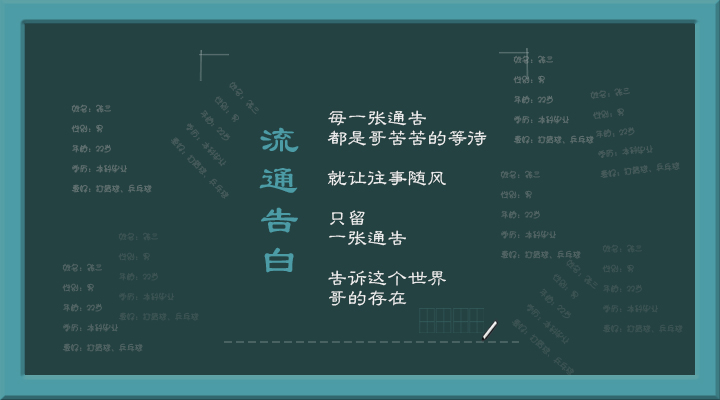 流通告白
每一张通告
都是哥苦苦的等待
就让往事随风
只留
一张通告
告诉这个世界
哥的存在
姓名：张三
性别：男
年龄：22岁
学历：本科毕业
爱好：打篮球、乒乓球
姓名：张三
性别：男
年龄：22岁
学历：本科毕业
爱好：打篮球、乒乓球
姓名：张三
性别：男
年龄：22岁
学历：本科毕业
爱好：打篮球、乒乓球
姓名：张三
性别：男
年龄：22岁
学历：本科毕业
爱好：打篮球、乒乓球
姓名：张三
性别：男
年龄：22岁
学历：本科毕业
爱好：打篮球、乒乓球
姓名：张三
性别：男
年龄：22岁
学历：本科毕业
爱好：打篮球、乒乓球
姓名：张三
性别：男
年龄：22岁
学历：本科毕业
爱好：打篮球、乒乓球
姓名：张三
性别：男
年龄：22岁
学历：本科毕业
爱好：打篮球、乒乓球
姓名：张三
性别：男
年龄：22岁
学历：本科毕业
爱好：打篮球、乒乓球